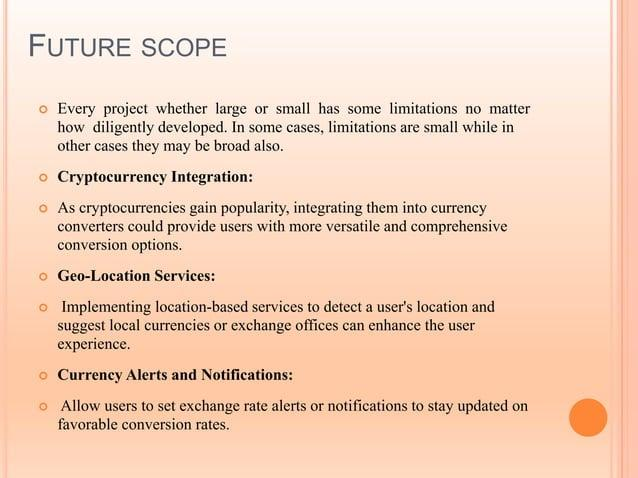 FUTURE SCOPE
Every project whether large or small has some limitations no matter
how diligently developed. In some cases, limitations are small while in
other cases they may be broad also.
Cryptocurrency Integration:
As cryptocurrencies gain popularity, integrating them into currency
converters could provide users with more versatile and comprehensive
conversion options.
Geo-Location Services:
Implementing location-based services to detect a user's location and
suggest local currencies or exchange offices can enhance the user
experience.
Currency Alerts and Notifications:
Allow users to set exchange rate alerts or notifications to stay updated on
favorable conversion rates.